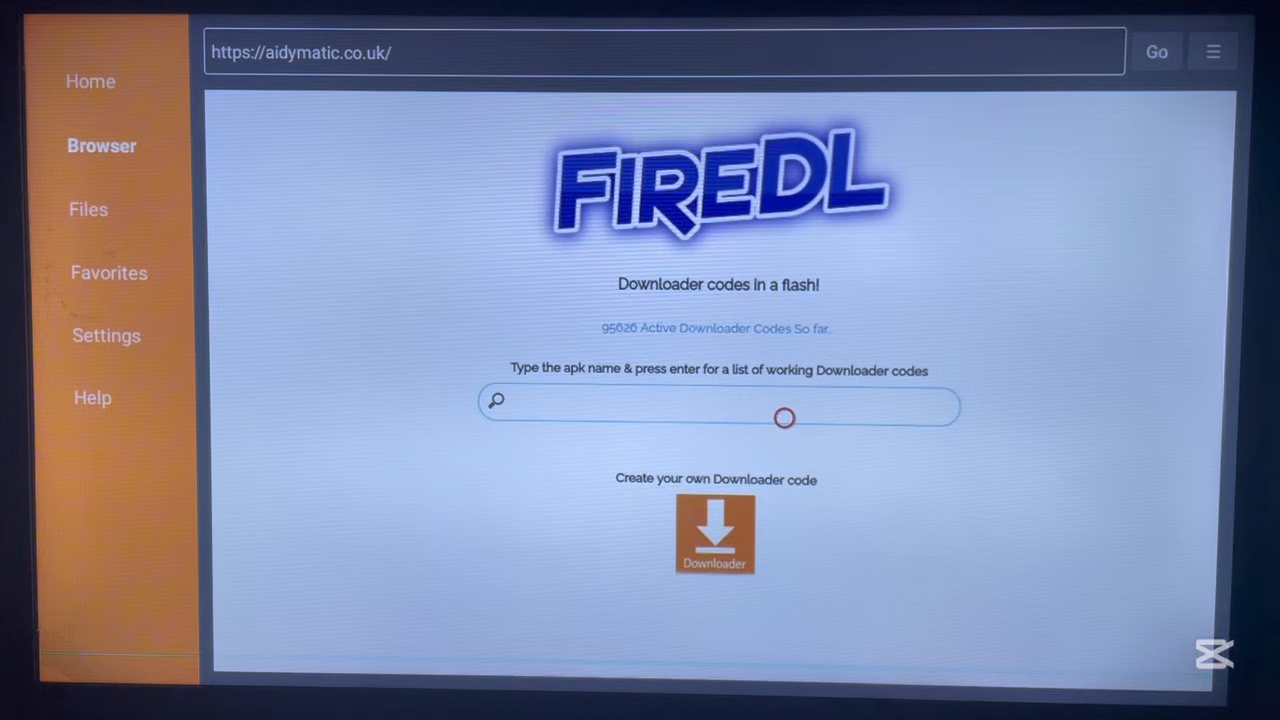 https://aidymatic.co.uk/
Go
Home
Browser
Files
Favorites
Settings
Help
FIREDL
Downloader codes in a flash!
95626 Active Downloader Codes So far..
Type the apk name & press enter for a list of working Downloader codes
Create your own Downloader code
Downloader